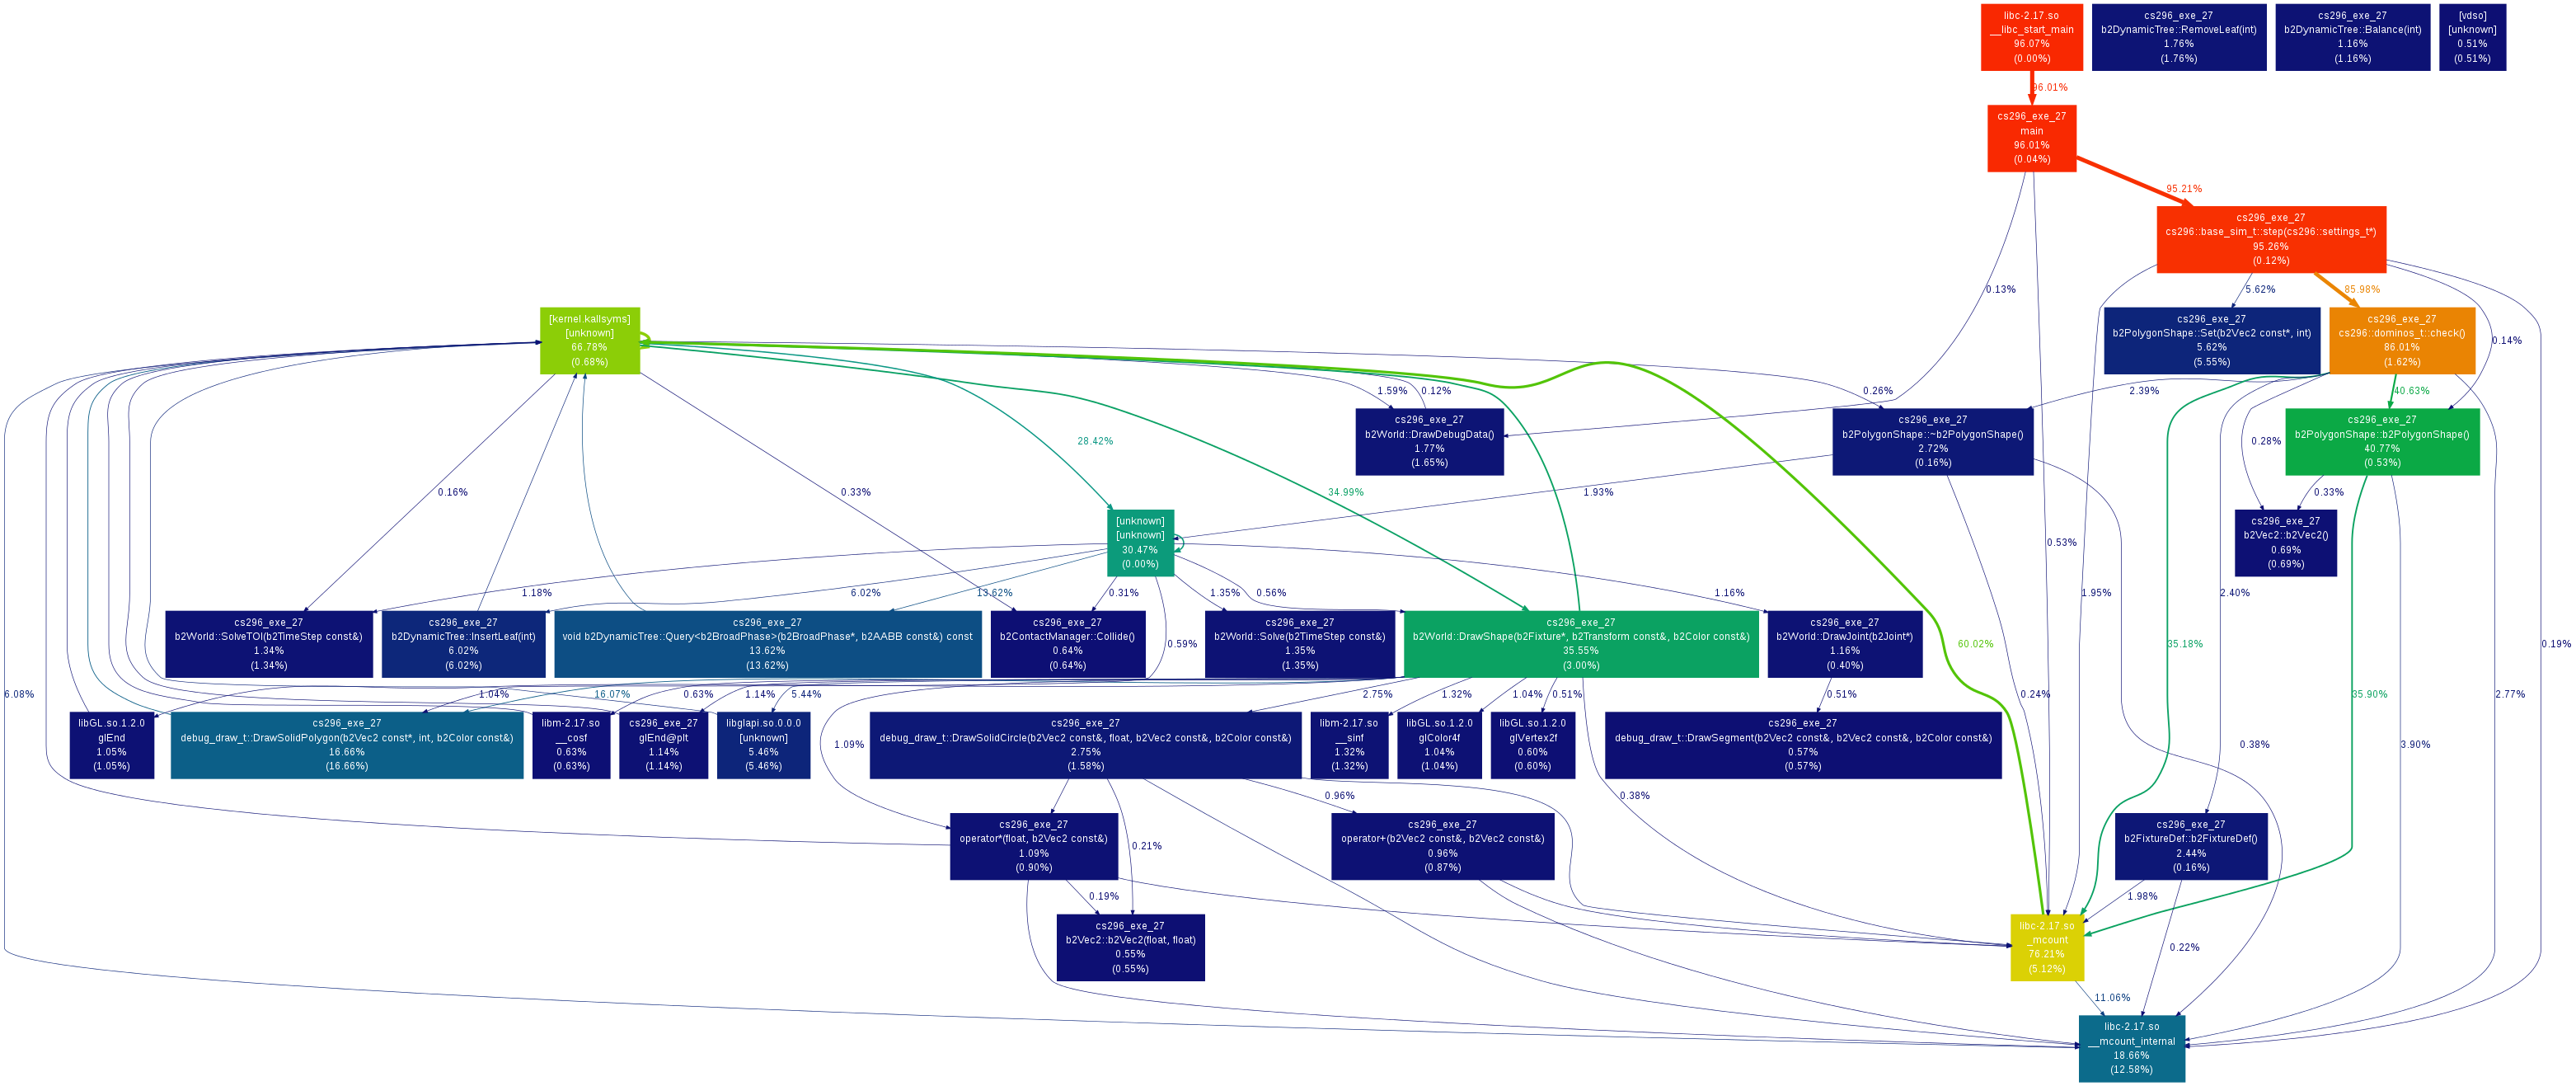 libc-2.17.so
__libc_start_main
96.07%
(0.00%)
cs296_exe_27
b2DynamicTree::RemoveLeaf(int)
1.76%
(1.76%)
cs296_exe_27
b2DynamicTree::Balance(int)
1.16%
(1.16%)
[vdso]
[unknown]
0.51%
(0.51%)
96.01%
cs296_exe_27
main
96.01%
(0.04%)
95.21%
cs296_exe_27
cs296::base_sim_t::step(cs296::settings_t*)
95.26%
(0.12%)
0.13%
5.62%
85.98%
[kernel.kallsyms]
[unknown]
66.78%
(0.68%)
cs296_exe_27
b2PolygonShape::Set(b2Vec2 const*, int)
5.62%
(5.55%)
cs296_exe_27
cs296::dominos_t::check()
86.01%
(1.62%)
0.14%
1.59%
0.12%
0.26%
2.39%
40.63%
cs296_exe_27
b2World::DrawDebugData()
1.77%
(1.65%)
cs296_exe_27
b2PolygonShape::~b2PolygonShape()
2.72%
(0.16%)
cs296_exe_27
b2PolygonShape::b2PolygonShape()
40.77%
(0.53%)
28.42%
0.28%
0.16%
0.33%
34.99%
1.93%
0.33%
[unknown]
[unknown]
30.47%
(0.00%)
cs296_exe_27
b2Vec2::b2Vec2()
0.69%
(0.69%)
0.53%
1.18%
6.02%
13.62%
0.31%
1.35%
0.56%
1.16%
1.95%
2.40%
cs296_exe_27
b2World::SolveTOI(b2TimeStep const&)
1.34%
(1.34%)
cs296_exe_27
b2DynamicTree::InsertLeaf(int)
6.02%
(6.02%)
cs296_exe_27
void b2DynamicTree::Query<b2BroadPhase>(b2BroadPhase*, b2AABB const&) const
13.62%
(13.62%)
cs296_exe_27
b2ContactManager::Collide()
0.64%
(0.64%)
0.59%
cs296_exe_27
b2World::Solve(b2TimeStep const&)
1.35%
(1.35%)
cs296_exe_27
b2World::DrawShape(b2Fixture*, b2Transform const&, b2Color const&)
35.55%
(3.00%)
cs296_exe_27
b2World::DrawJoint(b2Joint*)
1.16%
(0.40%)
60.02%
35.18%
0.19%
6.08%
1.04%
16.07%
0.63%
1.14%
5.44%
2.75%
1.32%
1.04%
0.51%
0.51%
0.24%
35.90%
2.77%
libGL.so.1.2.0
glEnd
1.05%
(1.05%)
cs296_exe_27
debug_draw_t::DrawSolidPolygon(b2Vec2 const*, int, b2Color const&)
16.66%
(16.66%)
libm-2.17.so
__cosf
0.63%
(0.63%)
cs296_exe_27
glEnd@plt
1.14%
(1.14%)
libglapi.so.0.0.0
[unknown]
5.46%
(5.46%)
1.09%
cs296_exe_27
debug_draw_t::DrawSolidCircle(b2Vec2 const&, float, b2Vec2 const&, b2Color const&)
2.75%
(1.58%)
libm-2.17.so
__sinf
1.32%
(1.32%)
libGL.so.1.2.0
glColor4f
1.04%
(1.04%)
libGL.so.1.2.0
glVertex2f
0.60%
(0.60%)
cs296_exe_27
debug_draw_t::DrawSegment(b2Vec2 const&, b2Vec2 const&, b2Color const&)
0.57%
(0.57%)
0.38%
3.90%
0.96%
0.38%
cs296_exe_27
operator*(float, b2Vec2 const&)
1.09%
(0.90%)
0.21%
cs296_exe_27
operator+(b2Vec2 const&, b2Vec2 const&)
0.96%
(0.87%)
cs296_exe_27
b2FixtureDef::b2FixtureDef()
2.44%
(0.16%)
0.19%
1.98%
cs296_exe_27
b2Vec2::b2Vec2(float, float)
0.55%
(0.55%)
libc-2.17.so
_mcount
76.21%
(5.12%)
0.22%
11.06%
libc-2.17.so
__mcount_internal
18.66%
(12.58%)